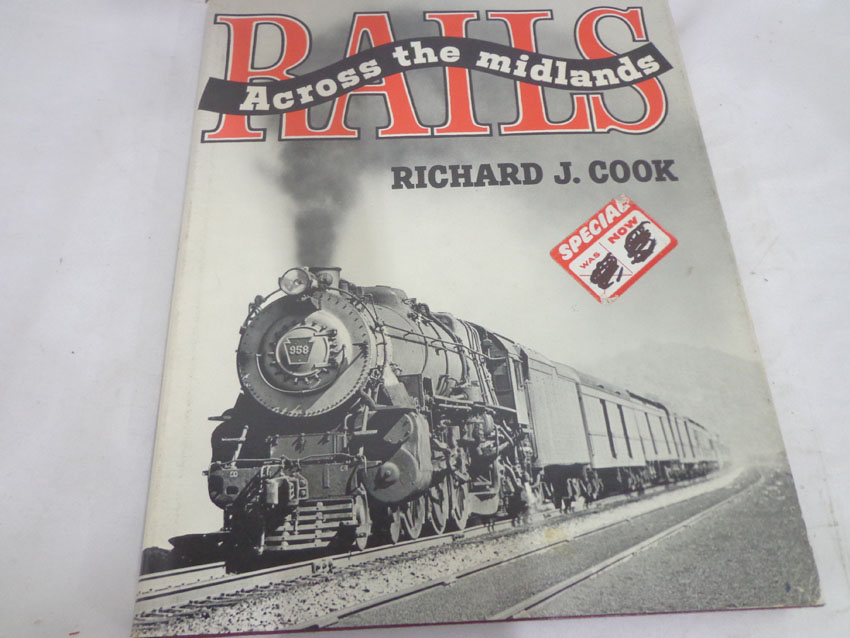 RAILS
Across the midlands
RICHARD J. COOK
SPECIAL
WAS
NOW
958